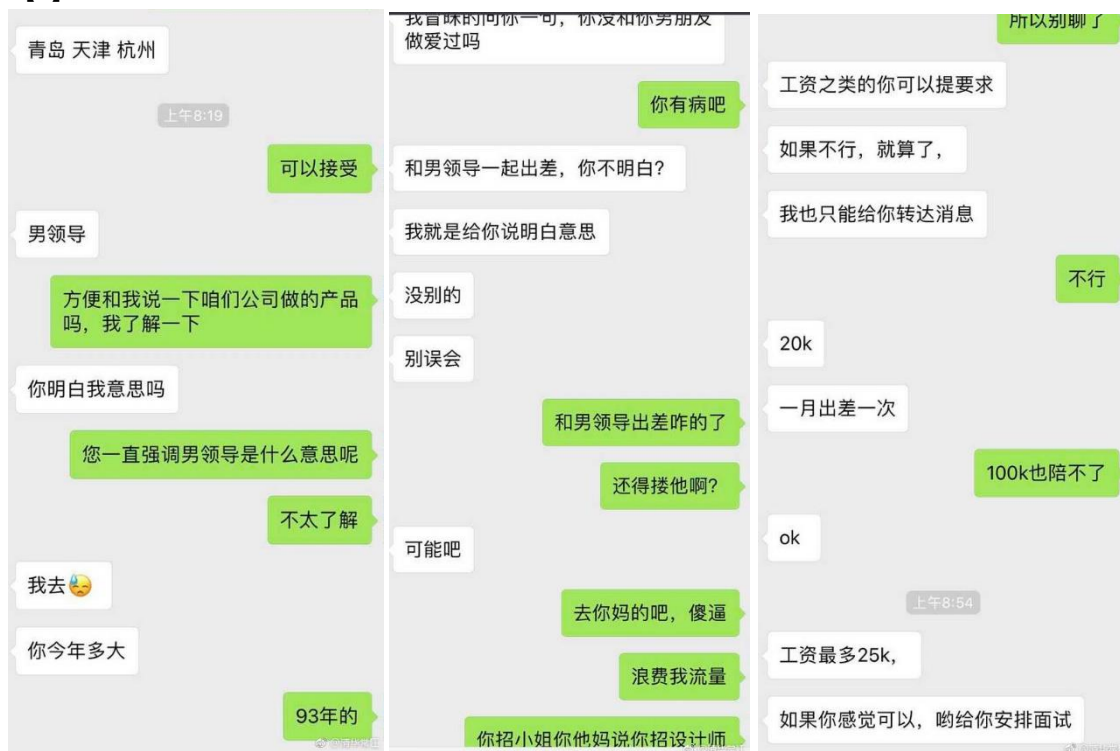 青岛 天津 杭州
上午8:19
可以接受
男领导
方便和我说一下咱们公司做的产品
吗，我了解一下
你明白我意思吗
您一直强调男领导是什么意思呢
不太了解
我去
你今年多大
93年的
我冒昧的问你一句，你没和你男朋友
做爱过吗
你有病吧
和男领导一起出差，你不明白？
我就是给你说明白意思
没别的
别误会
和男领导出差咋的了
还得搂他啊？
可能吧
去你妈的吧，傻逼
浪费我流量
你招小姐你他妈说你招设计师
所以别聊了
工资之类的你可以提要求
如果不行，就算了，
我也只能给你转达消息
不行
20k
一月出差一次
100k也陪不了
ok
上午8:54
工资最多25k,
如果你感觉可以，哟给你安排面试